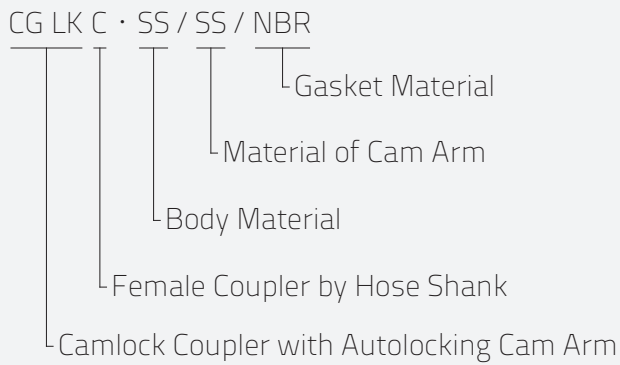 CG LK C · SS / SS / NBR
Gasket Material
Material of Cam Arm
Body Material
Female Coupler by Hose Shank
Camlock Coupler with Autolocking Cam Arm